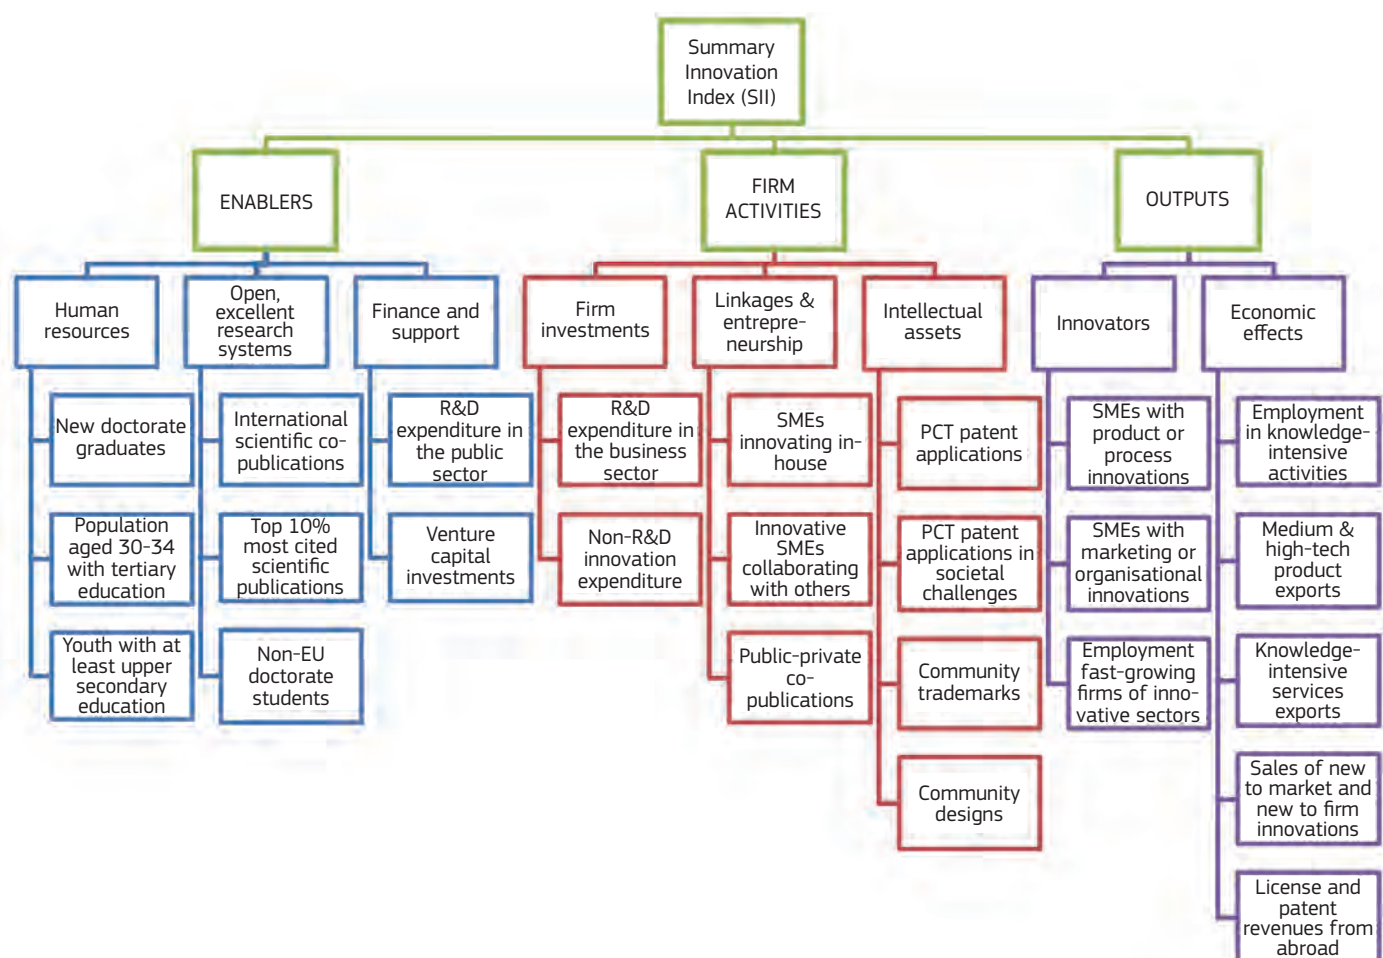 Summary
Innovation
Index (SII)
ENABLERS
FIRM
ACTIVITIES
OUTPUTS
Human
resources
Open,
excellent
research
systems
Finance and
support
Firm
investments
Linkages &
entrepre-
neurship
Intellectual
assets
Innovators
Economic
effects
New doctorate
graduates
International
scientific co-
publications
R&D
expenditure in
the public
sector
R&D
expenditure in
the business
sector
SMEs
innovating in-
house
PCT patent
applications
SMEs with
product or
process
innovations
Employment
in knowledge-
intensive
activities
Population
aged 30-34
with tertiary
education
Top 10%
most cited
scientific
publications
Venture
capital
investments
Non-R&D
innovation
expenditure
Innovative
SMEs
collaborating
with others
PCT patent
applications in
societal
challenges
SMEs with
marketing or
organisational
innovations
Medium &
high-tech
product
exports
Youth with at
least upper
secondary
education
Non-EU
doctorate
students
Public-private
co-
publications
Community
trademarks
Employment
fast-growing
firms of inno-
vative sectors
Knowledge-
intensive
services
exports
Community
designs
Sales of new
to market and
new to firm
innovations
License and
patent
revenues from
abroad